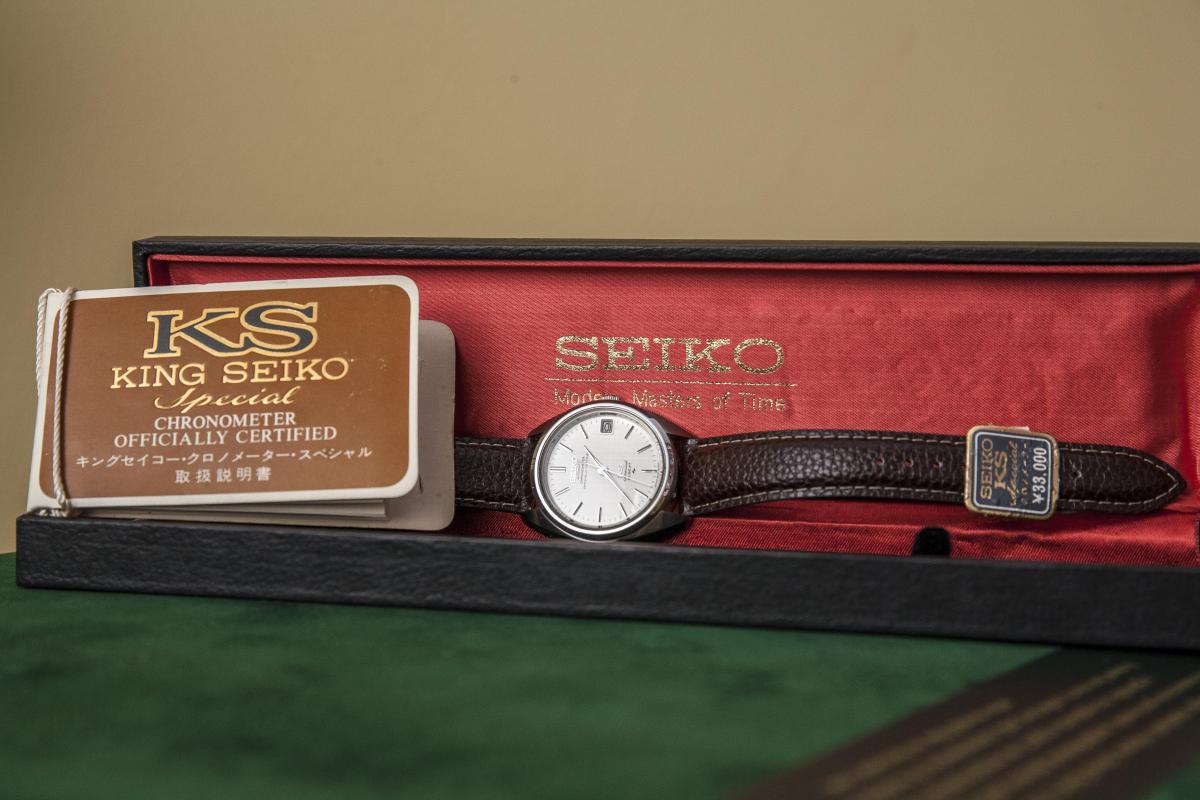 KS
KING SEIKO
Special
CHRONOMETER
OFFICIALLY CERTIFIED
キングセイコー・クロノメーター・スペシャル
取扱説明書
SEIKO
Masters of Time
SEIKO
KS
Special
¥33.000